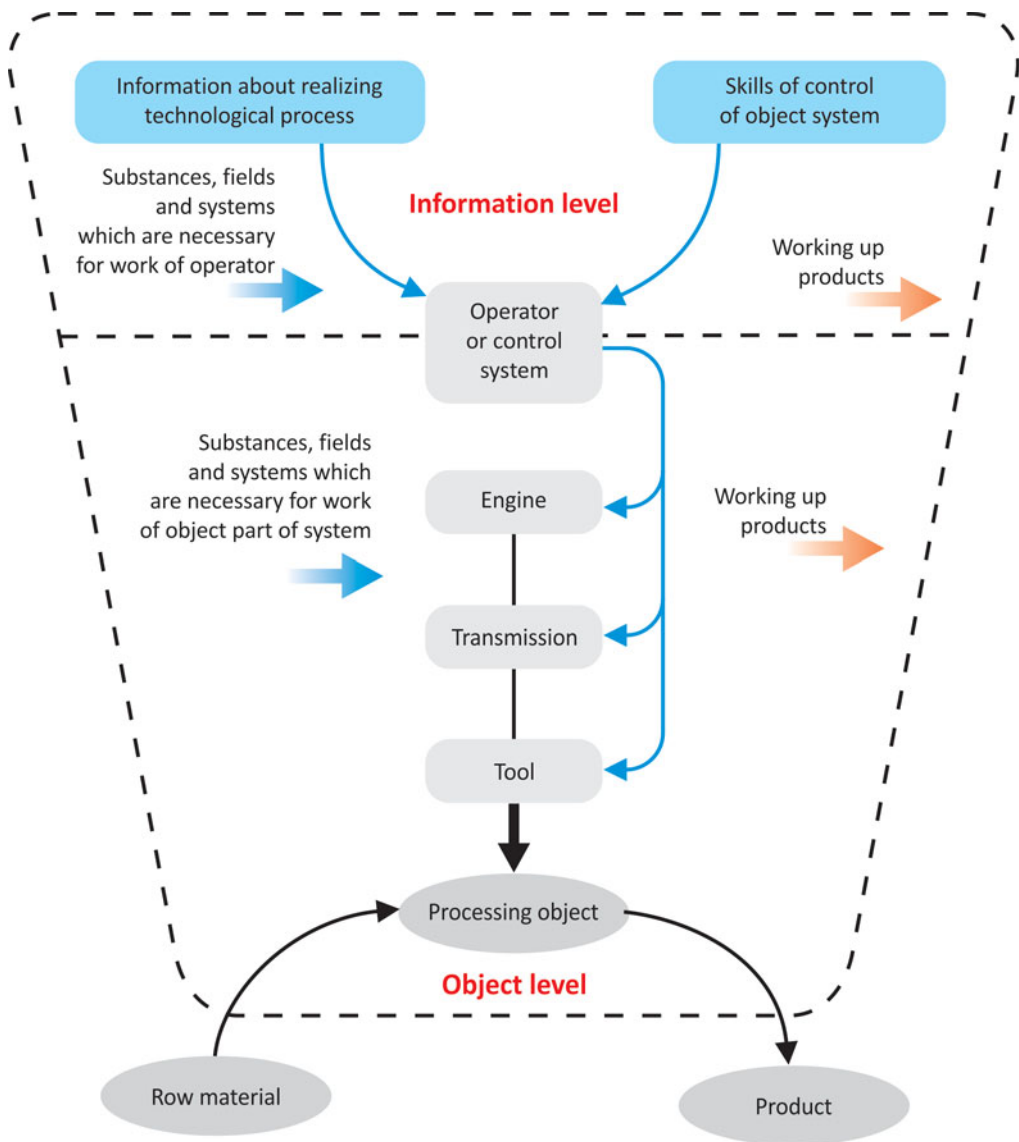 Information about realizing
technological process
Skills of control
of object system
Substances, fields
and systems
which are necessary
for work of operator
Information level
Working up
products
Operator
or control
system
Substances, fields
and systems which
are necessary for work
of object part of system
Engine
Working up
products
Transmission
Tool
Processing object
Object level
Row material
Product